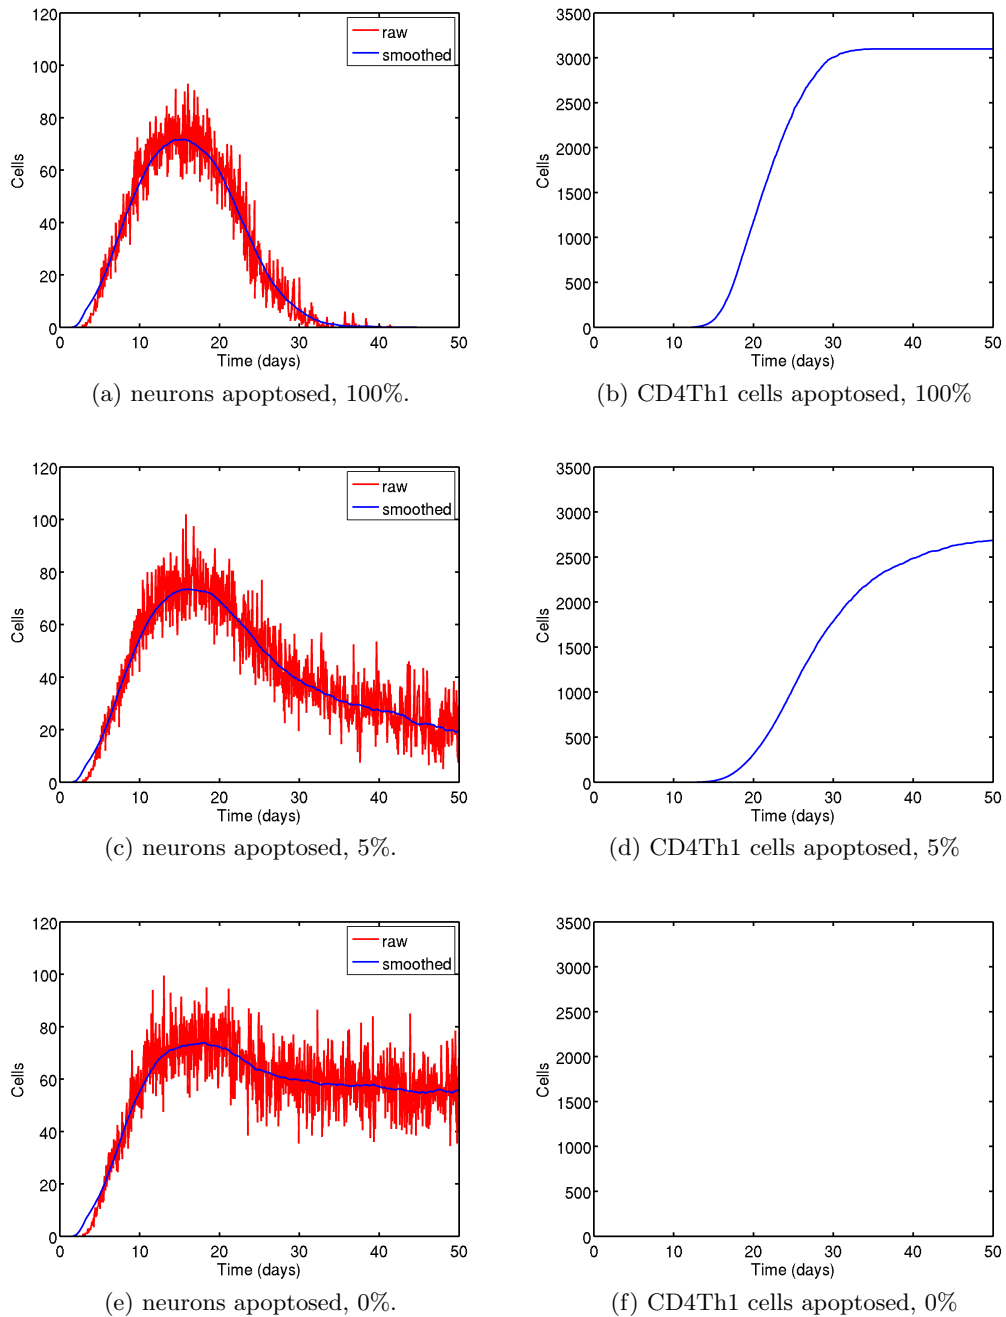 120
100
80
60
40
20
0
Cells
raw
smoothed
0 10 20 30 40 50
Time (days)
(a) neurons apoptosed, 100%.
3500
3000
2500
2000
1500
1000
500
0
Cells
0 10 20 30 40 50
Time (days)
(b) CD4Th1 cells apoptosed, 100%
120
100
80
60
40
20
0
Cells
raw
smoothed
0 10 20 30 40 50
Time (days)
(c) neurons apoptosed, 5%.
3500
3000
2500
2000
1500
1000
500
0
Cells
0 10 20 30 40 50
Time (days)
(d) CD4Th1 cells apoptosed, 5%
120
100
80
60
40
20
0
Cells
raw
smoothed
0 10 20 30 40 50
Time (days)
(e) neurons apoptosed, 0%.
3500
3000
2500
2000
1500
1000
500
0
Cells
0 10 20 30 40 50
Time (days)
(f) CD4Th1 cells apoptosed, 0%